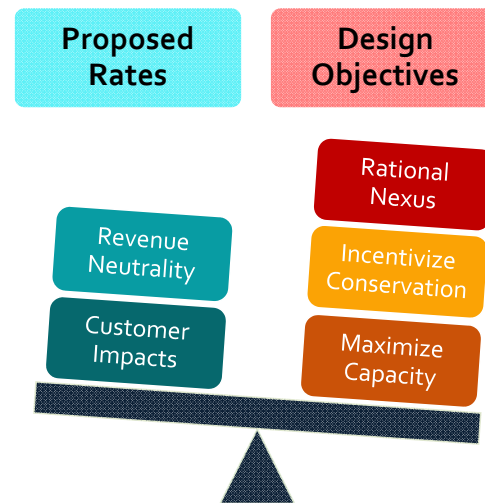 Proposed
Rates
Design
Objectives
Revenue
Neutrality
Customer
Impacts
Rational
Nexus
Incentivize
Conservation
Maximize
Capacity